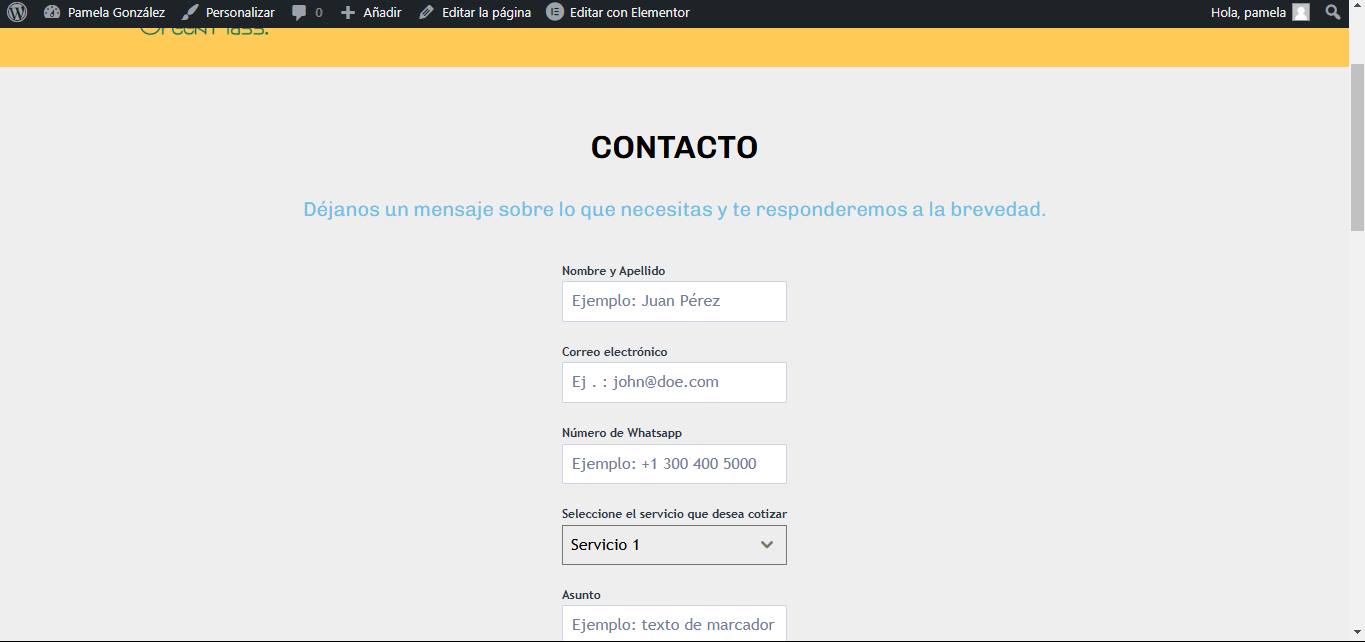 Pamela González Personalizar 0 Añadir Editar la página Editar con Elementor Hola, pamela
CONTACTO
Déjanos un mensaje sobre lo que necesitas y te responderemos a la brevedad.
Nombre y Apellido
Ejemplo: Juan Pérez
Correo electrónico
Ej . : john@doe.com
Número de Whatsapp
Ejemplo: +1 300 400 5000
Seleccione el servicio que desea cotizar
Servicio 1
Asunto
Ejemplo: texto de marcador